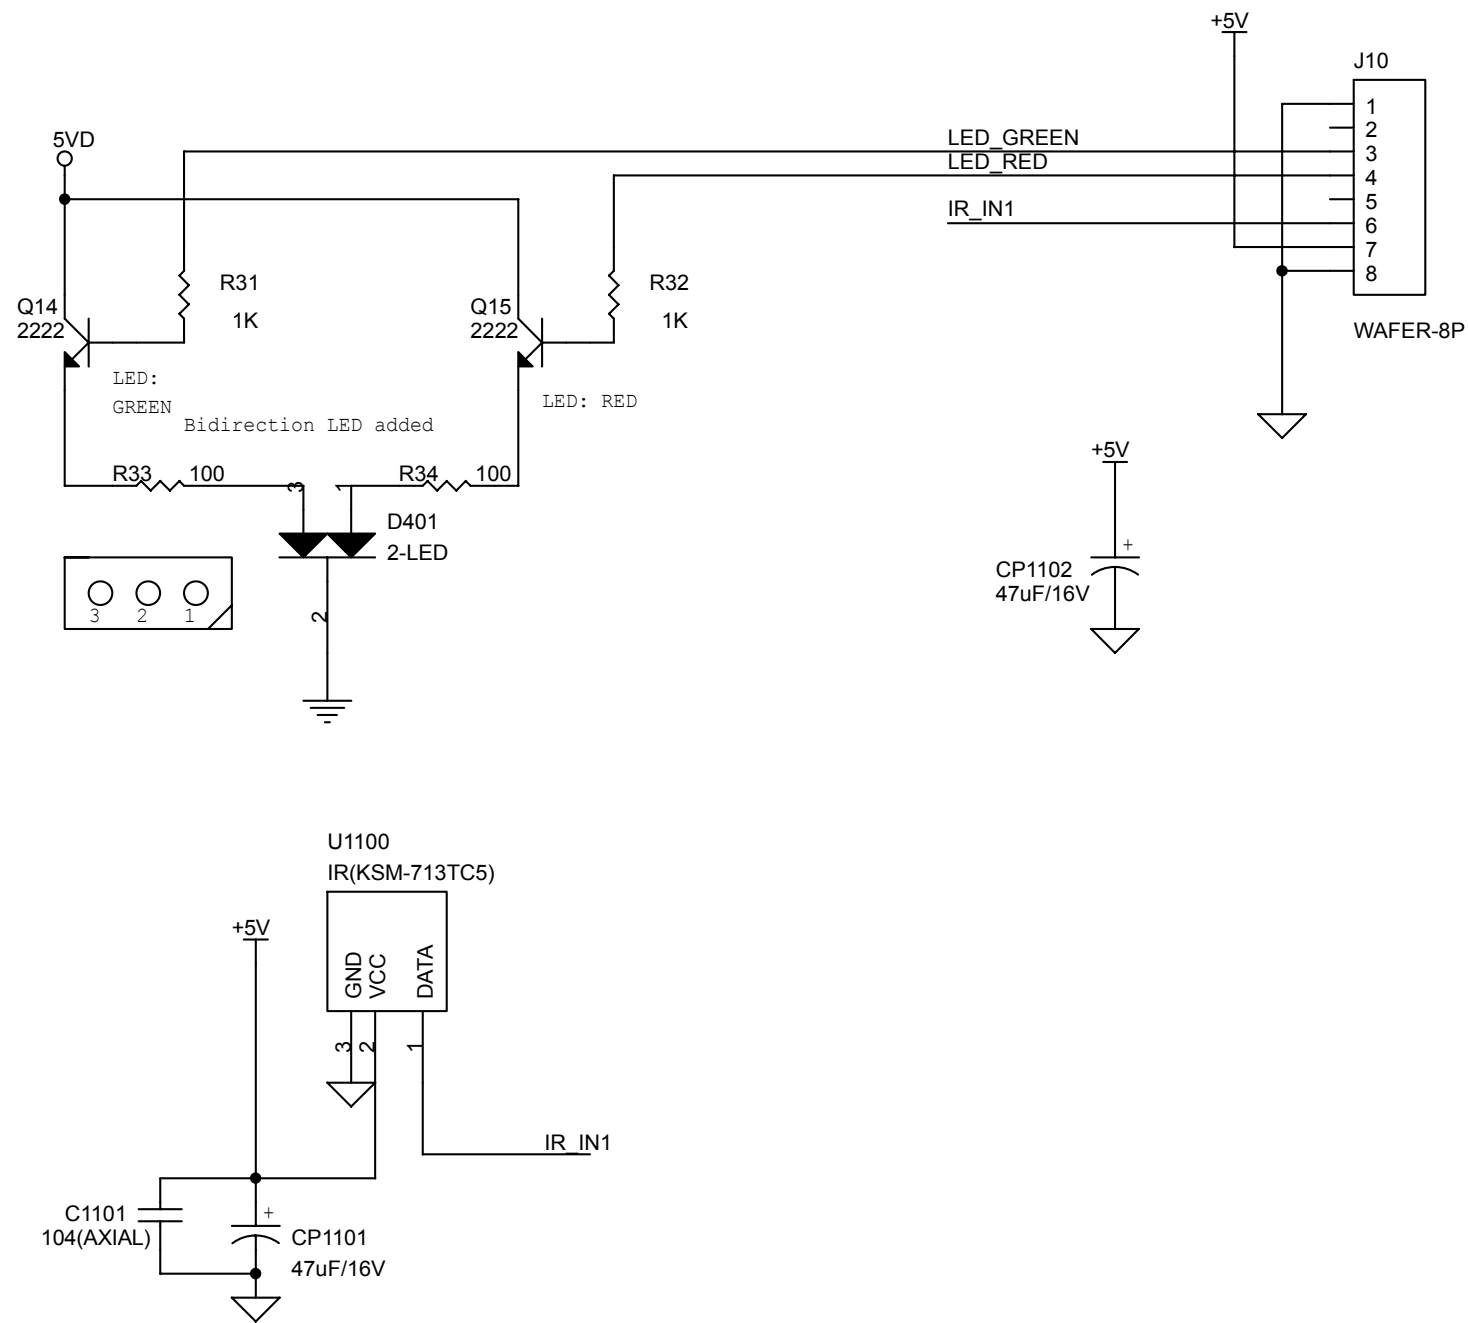 +5V
J10
1
2
3
4
5
6
7
8
WAFER-8P
5VD
LED_GREEN
LED_RED
IR_IN1
R31
1K
R32
1K
Q14
2222
Q15
2222
LED:
GREEN
LED: RED
Bidirection LED added
R33 100
R34 100
3
1
D401
2-LED
2
3 2 1
+5V
+
CP1102
47uF/16V
U1100
IR(KSM-713TC5)
+5V
GND
VCC
DATA
3
2
1
IR_IN1
C1101
104(AXIAL)
+
CP1101
47uF/16V